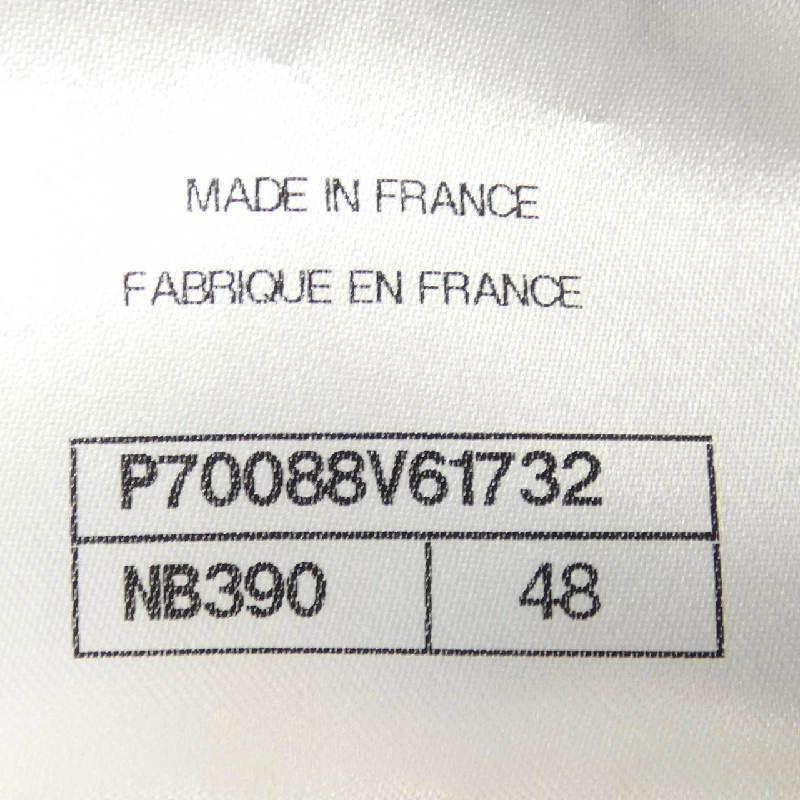 MADE IN FRANCE
FABRIQUE EN FRANCE
P70088V61732
NB390 48